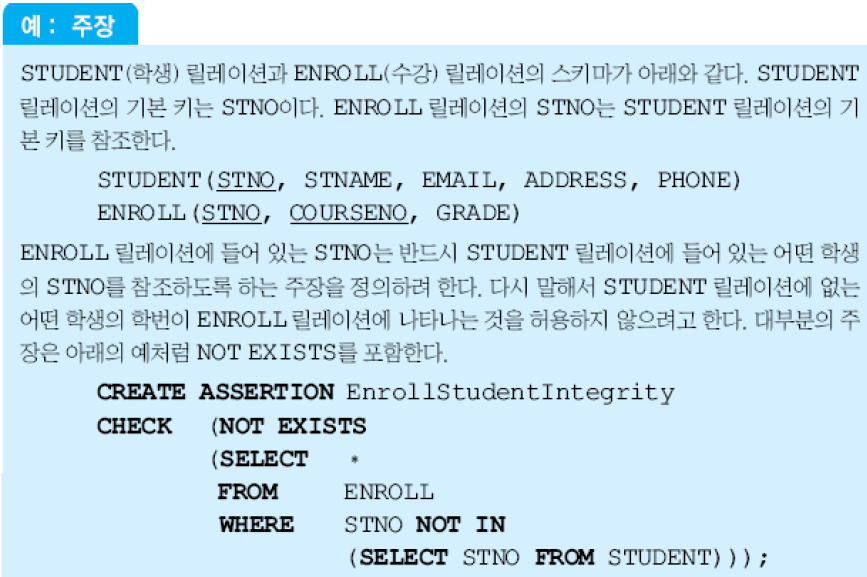 예 : 주장
STUDENT(학생) 릴레이션과 ENROLL(수강) 릴레이션의 스키마가 아래와 같다. STUDENT
릴레이션의 기본 키는 STNO이다. ENROLL 릴레이션의 STNO는 STUDENT 릴레이션의 기
본 키를 참조한다.
STUDENT(STNO, STNAME, EMAIL, ADDRESS, PHONE)
ENROLL(STNO, COURSENO, GRADE)
ENROLL 릴레이션에 들어 있는 STNO는 반드시 STUDENT 릴레이션에 들어 있는 어떤 학생
의 STNO를 참조하도록 하는 주장을 정의하려 한다. 다시 말해서 STUDENT 릴레이션에 없는
어떤 학생의 학번이 ENROLL 릴레이션에 나타나는 것을 허용하지 않으려고 한다. 대부분의 주
장은 아래의 예처럼 NOT EXISTS를 포함한다.
CREATE ASSERTION EnrollStudentIntegrity
CHECK (NOT EXISTS
(SELECT *
FROM ENROLL
WHERE STNO NOT IN
(SELECT STNO FROM STUDENT)));